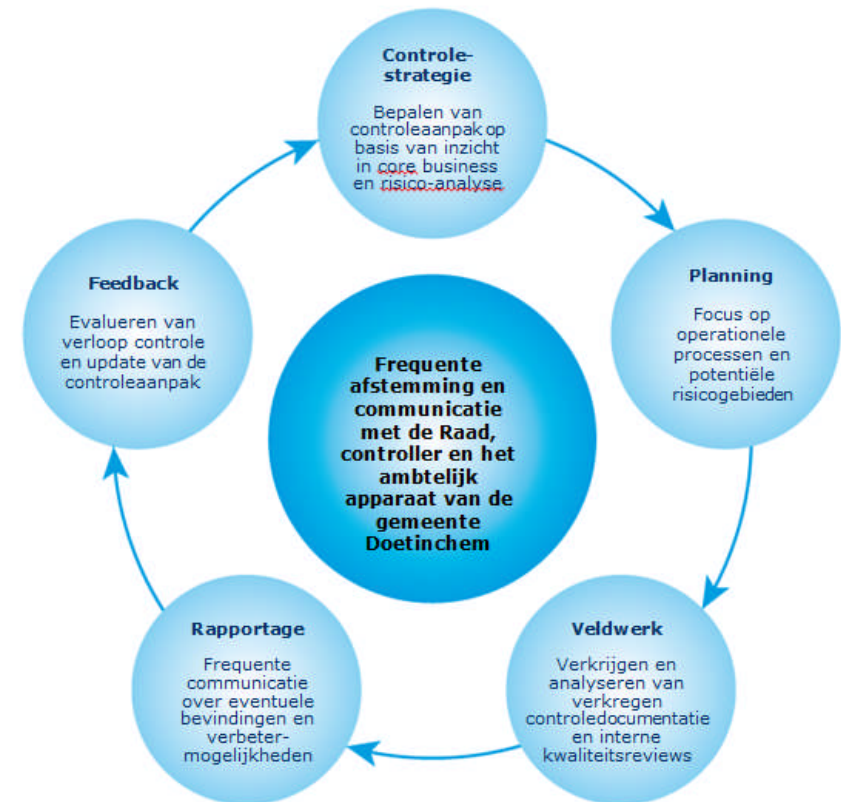 Controle-
strategie
Bepalen van
controleaanpak op
basis van inzicht
in core business
en risico-analyse
Planning
Focus op
operationele
processen en
potentiële
risicogebieden
Veldwerk
Verkrijgen en
analyseren van
verkregen
controledocumentatie
en interne
kwaliteitsreviews
Rapportage
Frequente
communicatie
over eventuele
bevindingen en
verbeter-
mogelijkheden
Feedback
Evalueren van
verloop controle
en update van de
controleaanpak
Frequente
afstemming en
communicatie
met de Raad,
controller en het
ambtelijk
apparaat van de
gemeente
Doetinchem